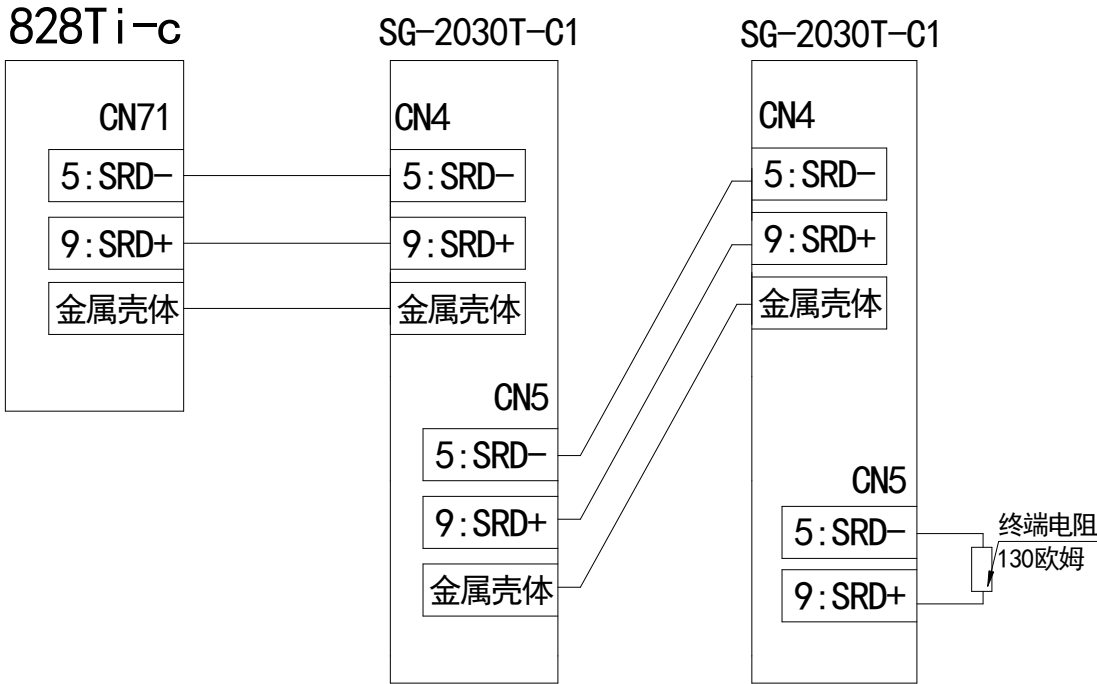 828Ti-c
CN71
5:SRD-
9:SRD+
金属壳体
SG-2030T-C1
CN4
5:SRD-
9:SRD+
金属壳体
CN5
5:SRD-
9:SRD+
金属壳体
SG-2030T-C1
CN4
5:SRD-
9:SRD+
金属壳体
CN5
5:SRD-
9:SRD+
终端电阻
130欧姆